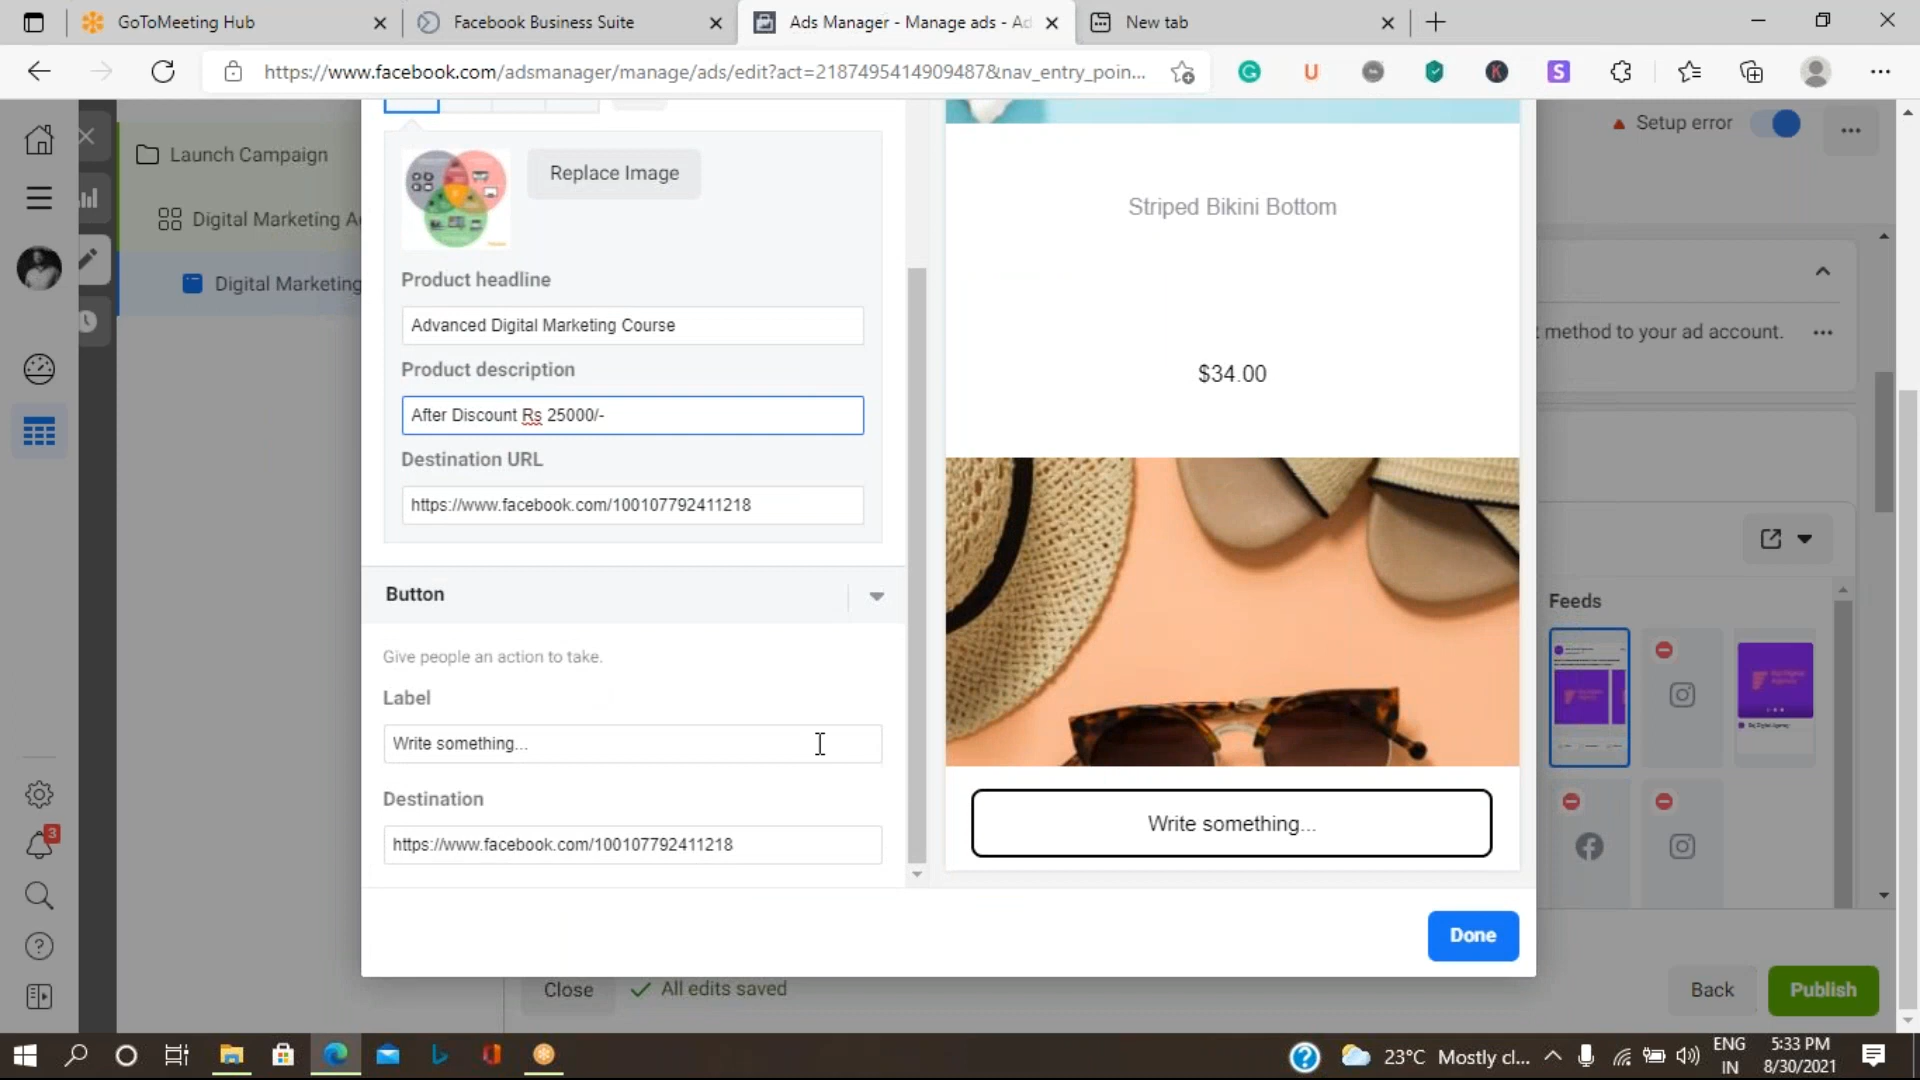 GoToMeeting Hub
Facebook Business Suite
Ads Manager - Manage ads - Ad
New tab
https://www.facebook.com/adsmanager/manage/ads/edit?act=2187495414909487&nav_entry_poin...
Launch Campaign
Digital Marketing A
Digital Marketing
Replace Image
Product headline
Advanced Digital Marketing Course
Product description
After Discount Rs 25000/-
Destination URL
https://www.facebook.com/100107792411218
Button
Give people an action to take.
Label
Write something...
Destination
https://www.facebook.com/100107792411218
Striped Bikini Bottom
$34.00
Write something...
Done
Setup error
method to your ad account.
Feeds
Close
All edits saved
Back
Publish
3
23°C Mostly cl...
ENG
IN
5:33 PM
8/30/2021